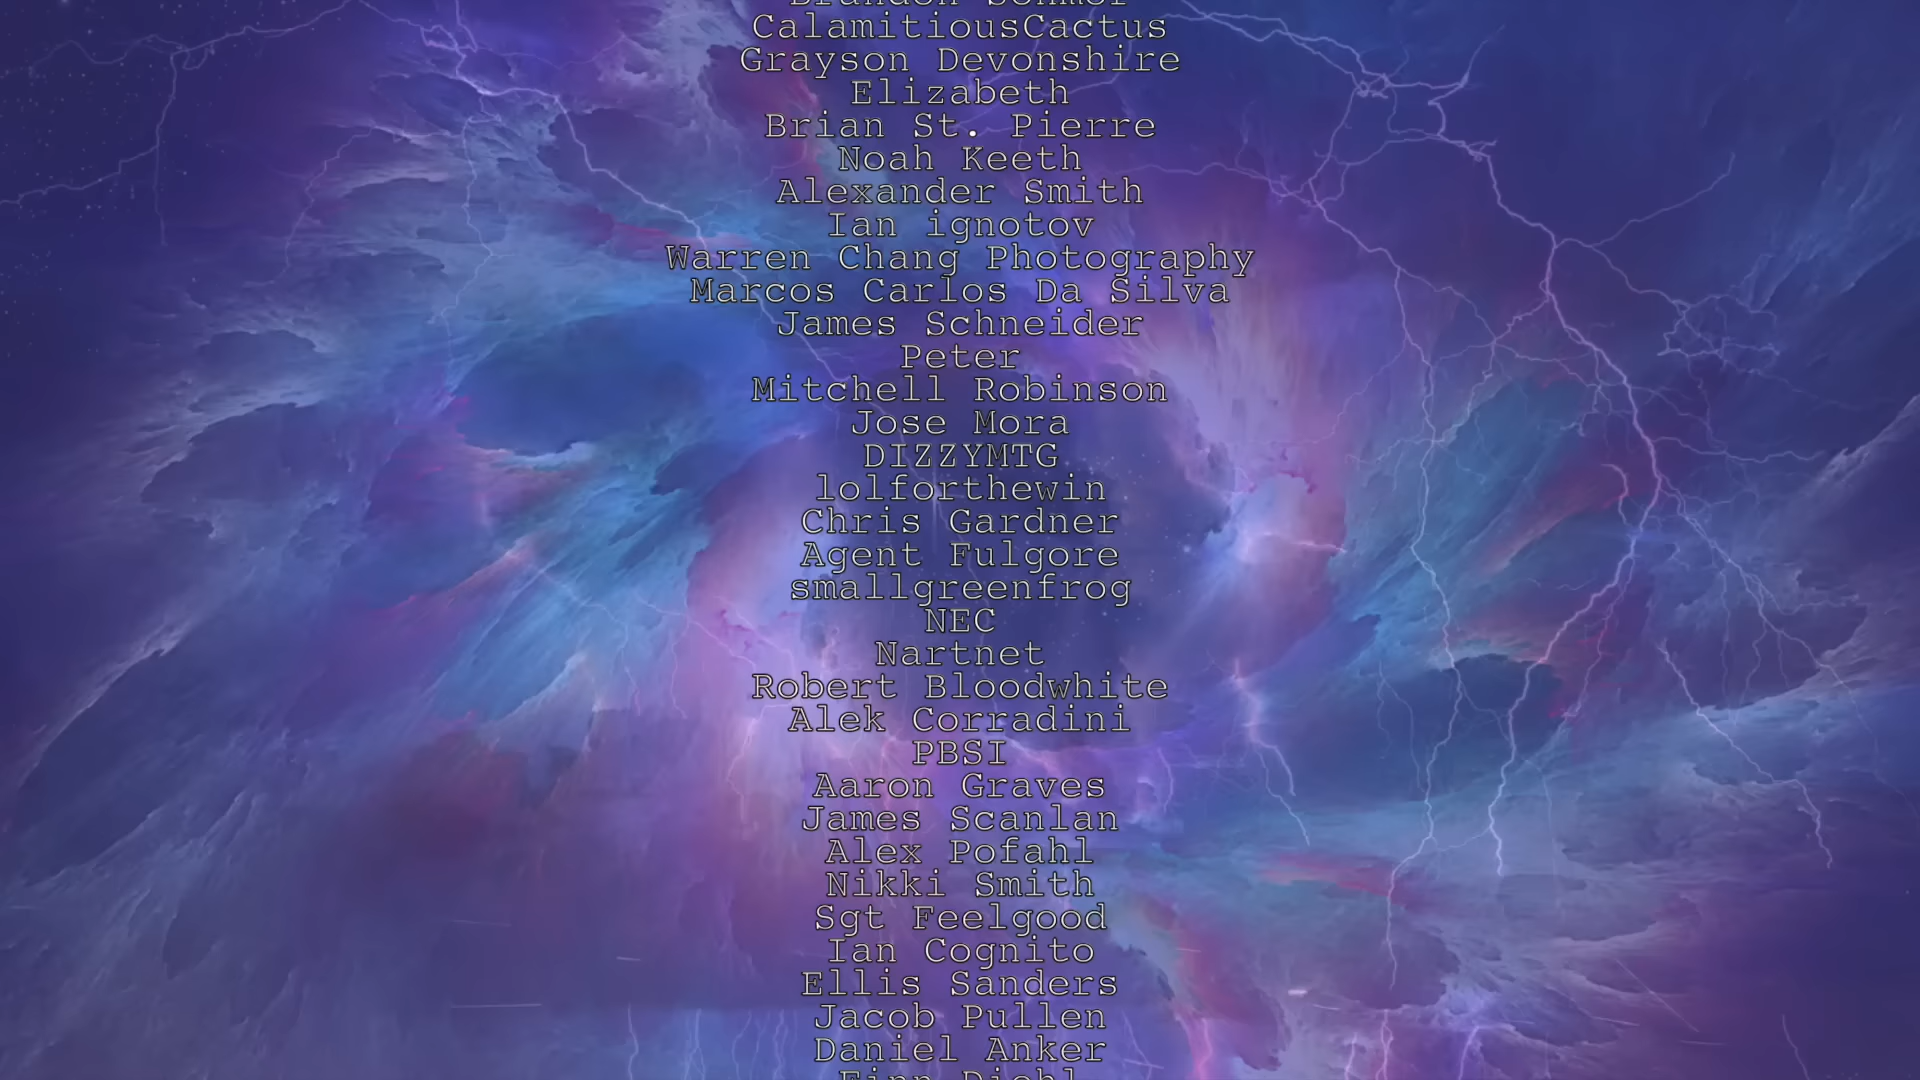 CalamitiousCactus
Grayson Devonshire
Elizabeth
Brian St. Pierre
Noah Keeth
Alexander Smith
Ian ignotov
Warren Chang Photography
Marcos Carlos Da Silva
James Schneider
Peter
Mitchell Robinson
Jose Mora
DIZZYMTG
lolforthewin
Chris Gardner
Agent Fulgore
smallgreenfrog
NEC
Nartnet
Robert Bloodwhite
Alek Corradini
PBSI
Aaron Graves
James Scanlan
Alex Pofahl
Nikki Smith
Sgt Feelgood
Ian Cognito
Ellis Sanders
Jacob Pullen
Daniel Anker